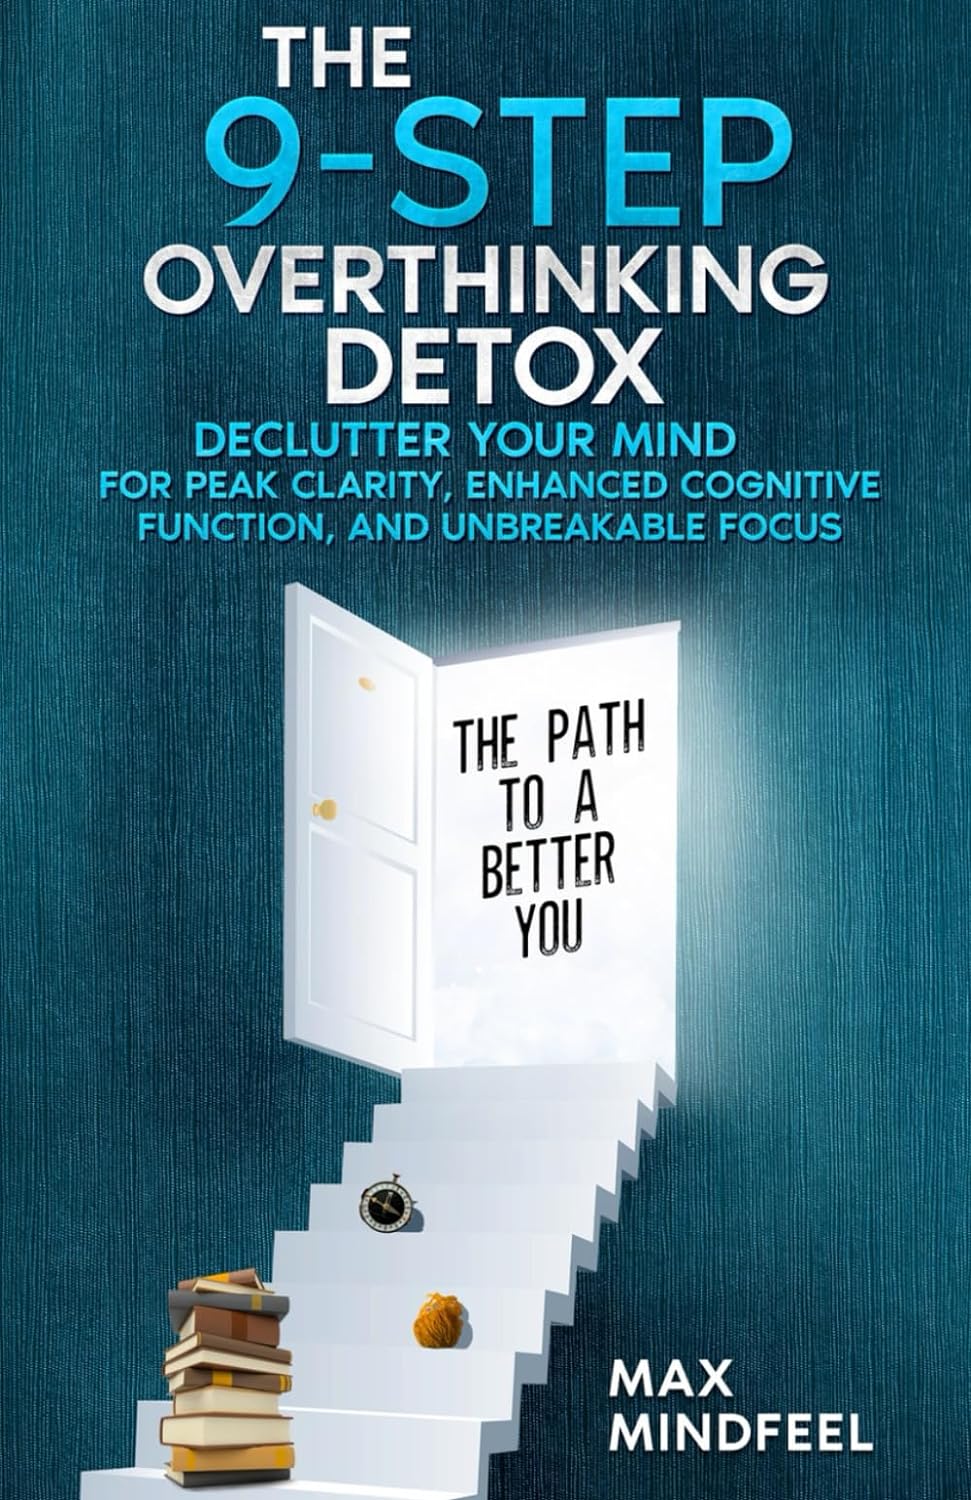 THE
9-STEP
OVERTHINKING
DETOX
DECLUTTER YOUR MIND
FOR PEAK CLARITY, ENHANCED COGNITIVE
FUNCTION, AND UNBREAKABLE FOCUS
THE PATH
TO A
BETTER
YOU
MAX
MINDFEEL